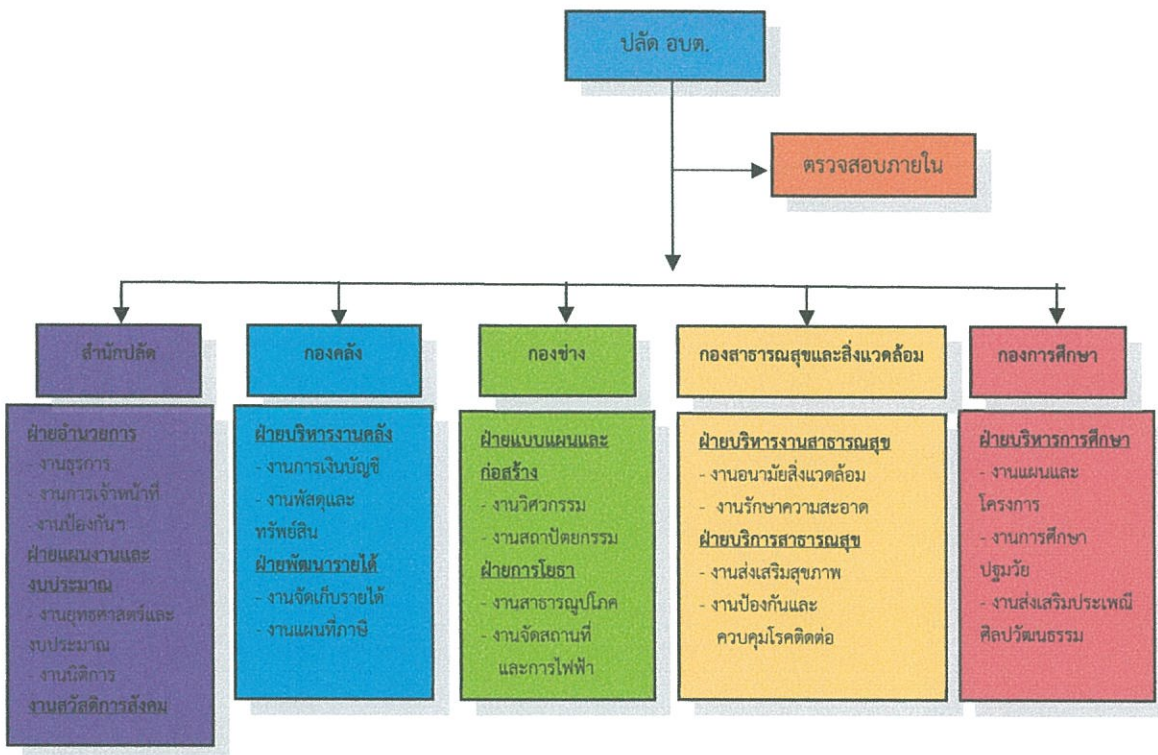 ปลัด อบต.
ตรวจสอบภายใน
สำนักปลัด
ฝ่ายอำนวยการ
- งานธุรการ
- งานการเจ้าหน้าที่
- งานป้องกันฯ
ฝ่ายแผนงานและ
งบประมาณ
- งานยุทธศาสตร์และ
งบประมาณ
- งานนิติการ
งานสวัสดิการสังคม
กองคลัง
ฝ่ายบริหารงานคลัง
- งานการเงินบัญชี
- งานพัสดุและ
ทรัพย์สิน
ฝ่ายพัฒนารายได้
- งานจัดเก็บรายได้
- งานแผนที่ภาษี
กองช่าง
ฝ่ายแบบแผนและ
ก่อสร้าง
- งานวิศวกรรม
- งานสถาปัตยกรรม
ฝ่ายการโยธา
- งานสาธารณูปโภค
- งานจัดสถานที่
และการไฟฟ้า
กองสาธารณสุขและสิ่งแวดล้อม
ฝ่ายบริหารงานสาธารณสุข
- งานอนามัยสิ่งแวดล้อม
- งานรักษาความสะอาด
ฝ่ายบริการสาธารณสุข
- งานส่งเสริมสุขภาพ
- งานป้องกันและ
ควบคุมโรคติดต่อ
กองการศึกษา
ฝ่ายบริหารการศึกษา
- งานแผนและ
โครงการ
- งานการศึกษา
ปฐมวัย
- งานส่งเสริมประเพณี
ศิลปวัฒนธรรม